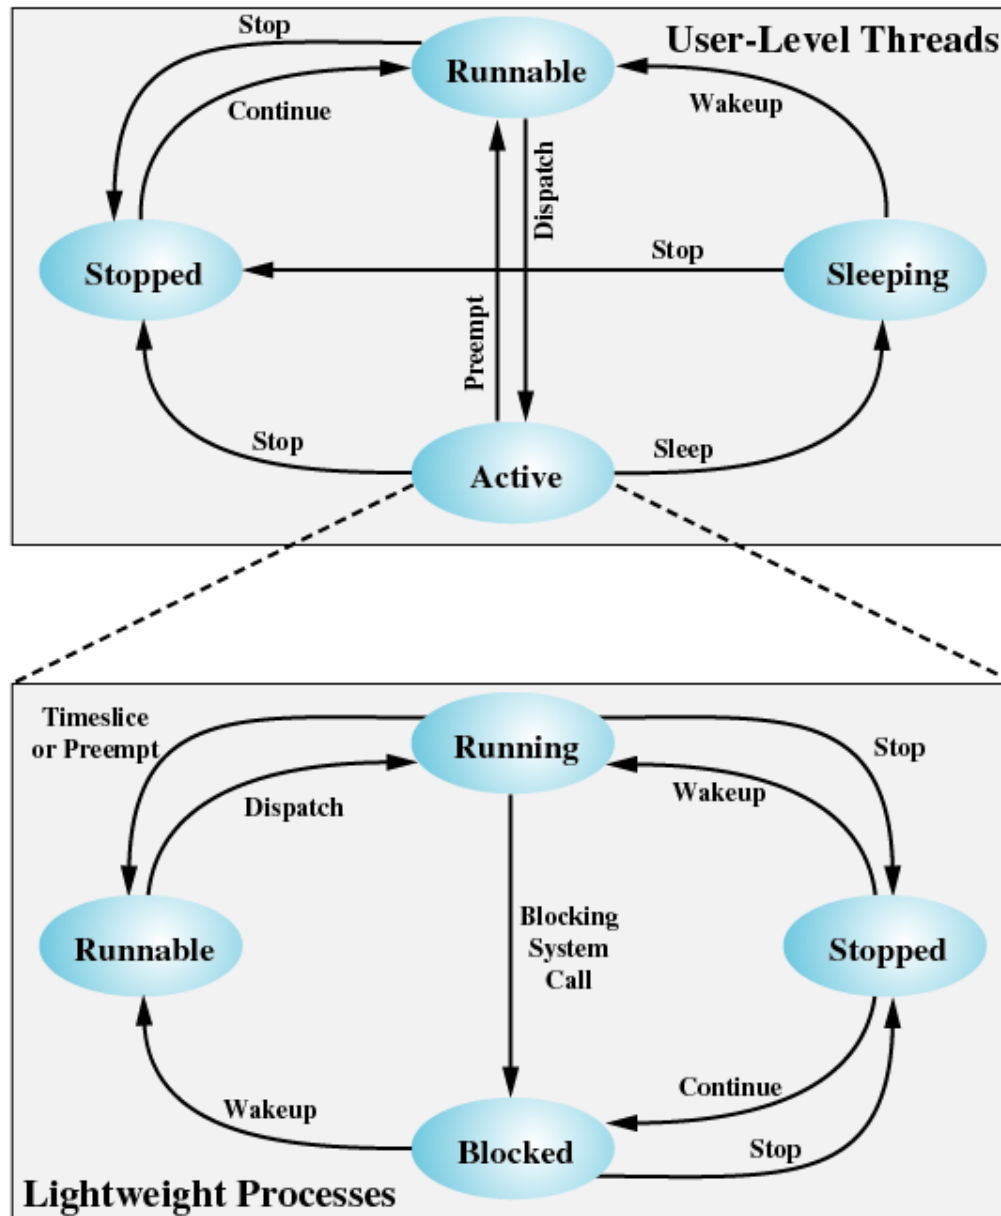 Stop
Runnable
User-Level Threads
Continue
Wakeup
Dispatch
Stopped
Stop
Sleeping
Preempt
Stop
Active
Sleep
Timeslice
or Preempt
Running
Stop
Dispatch
Wakeup
Runnable
Blocking
System
Call
Stopped
Continue
Wakeup
Blocked
Stop
Lightweight Processes